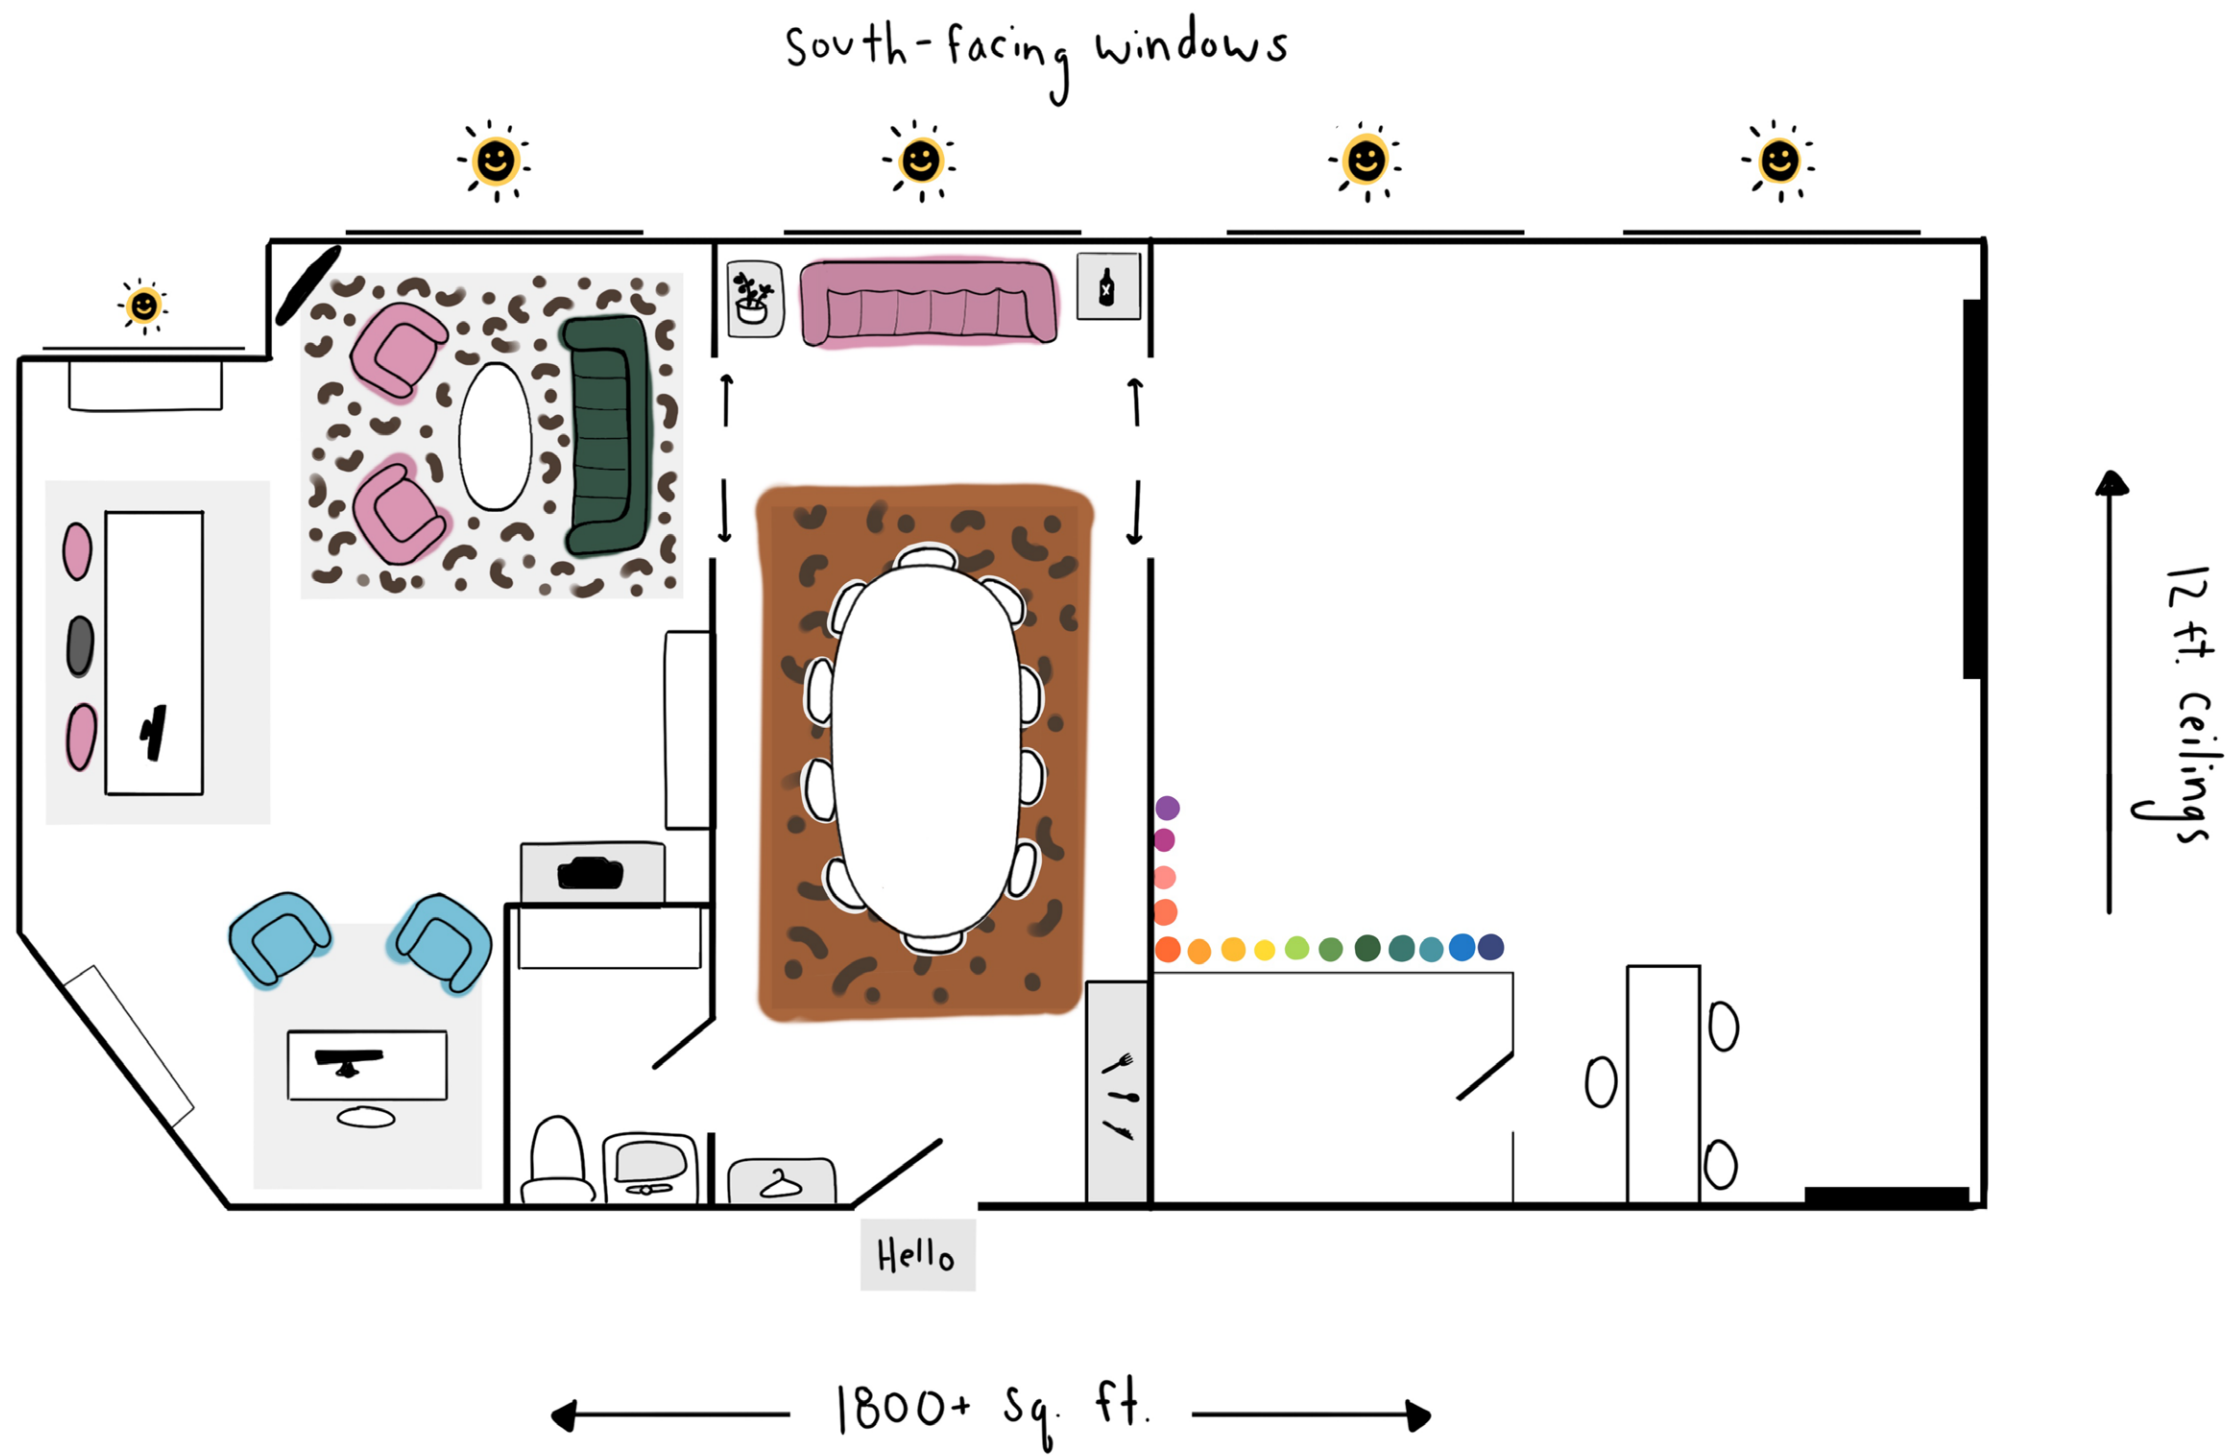 South-facing windows
12 ft. ceilings
Hello
1800+ sq. ft.